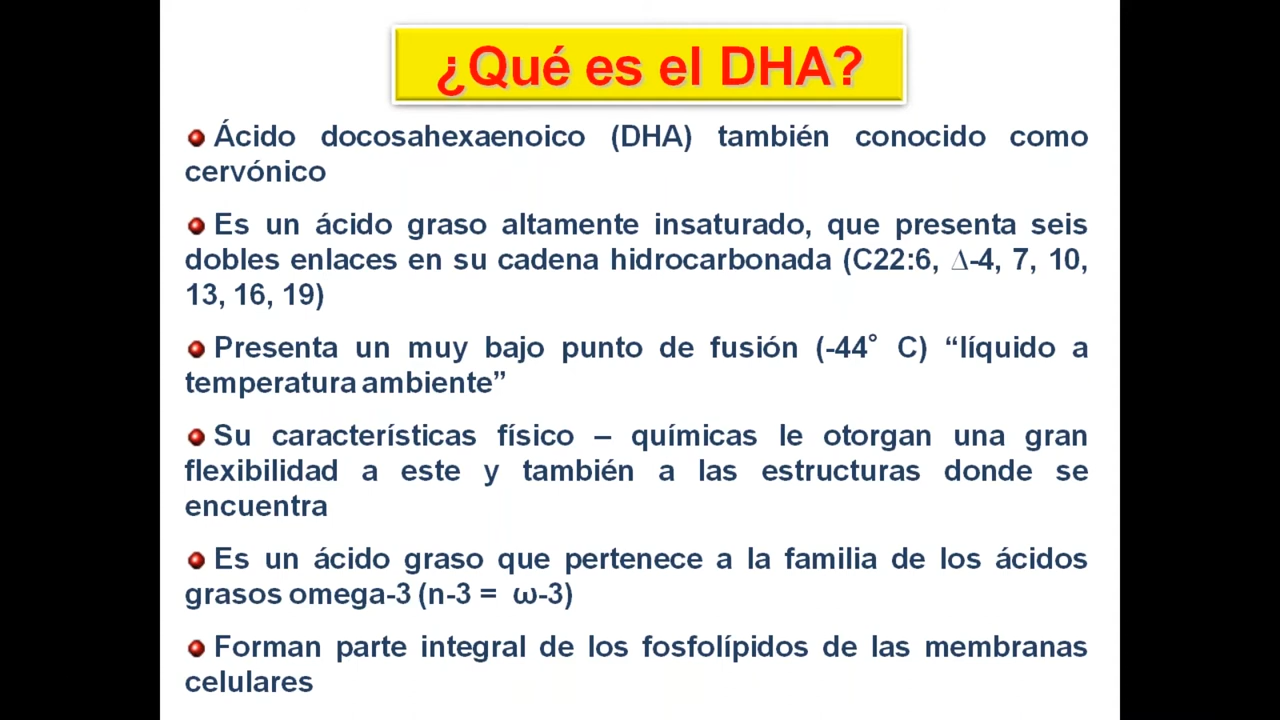 ¿Qué es el DHA?
Ácido docosahexaenoico (DHA) también conocido como
cervónico
Es un ácido graso altamente insaturado, que presenta seis
dobles enlaces en su cadena hidrocarbonada (C22:6, ∆-4, 7, 10,
13, 16, 19)
Presenta un muy bajo punto de fusión (-44° C) “líquido a
temperatura ambiente”
Su características físico – químicas le otorgan una gran
flexibilidad a este y también a las estructuras donde se
encuentra
Es un ácido graso que pertenece a la familia de los ácidos
grasos omega-3 (n-3 = ω-3)
Forman parte integral de los fosfolípidos de las membranas
celulares